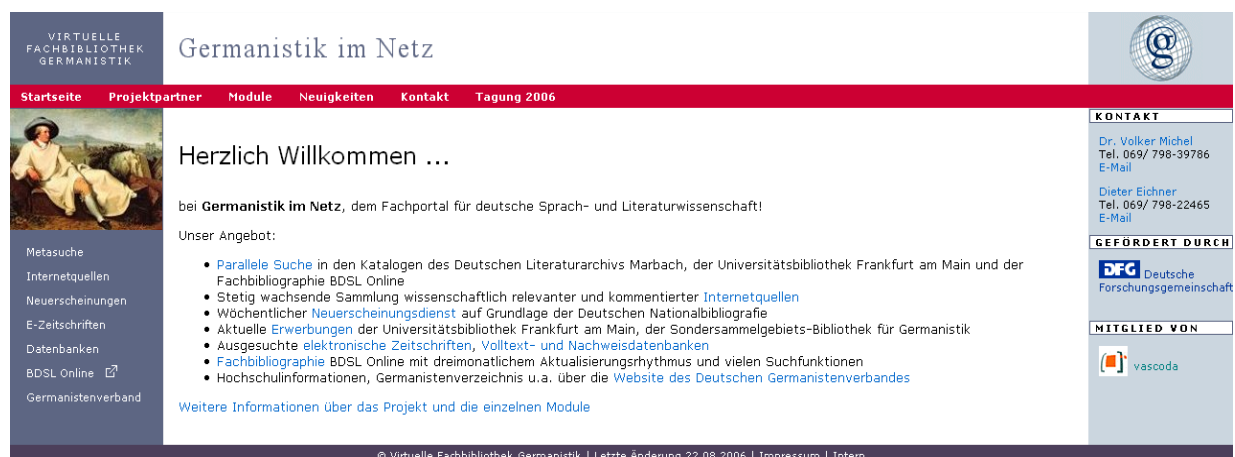 VIRTUELLE
FACHBIBLIOTHEK
GERMANISTIK
Germanistik im Netz
g
Startseite Projektpartner Module Neuigkeiten Kontakt Tagung 2006
Metasuche
Internetquellen
Neuerscheinungen
E-Zeitschriften
Datenbanken
BDSL Online
Germanistenverband
Herzlich Willkommen ...
bei Germanistik im Netz, dem Fachportal für deutsche Sprach- und Literaturwissenschaft!
Unser Angebot:
• Parallele Suche in den Katalogen des Deutschen Literaturarchivs Marbach, der Universitätsbibliothek Frankfurt am Main und der
Fachbibliographie BDSL Online
• Stetig wachsende Sammlung wissenschaftlich relevanter und kommentierter Internetquellen
• Wöchentlicher Neuerscheinungsdienst auf Grundlage der Deutschen Nationalbibliografie
• Aktuelle Erwerbungen der Universitätsbibliothek Frankfurt am Main, der Sondersammelgebiets-Bibliothek für Germanistik
• Ausgesuchte elektronische Zeitschriften, Volltext- und Nachweisdatenbanken
• Fachbibliographie BDSL Online mit dreimonatlichem Aktualisierungsrhythmus und vielen Suchfunktionen
• Hochschulinformationen, Germanistenverzeichnis u.a. über die Website des Deutschen Germanistenverbandes
Weitere Informationen über das Projekt und die einzelnen Module
KONTAKT
Dr. Volker Michel
Tel. 069/ 798-39786
E-Mail
Dieter Eichner
Tel. 069/ 798-22465
E-Mail
GEFÖRDERT DURCH
DFG Deutsche
Forschungsgemeinschaft
MITGLIED VON
vascoda
© Virtuelle Fachbibliothek Germanistik | Letzte Änderung 22.08.2006 | Impressum | Intern